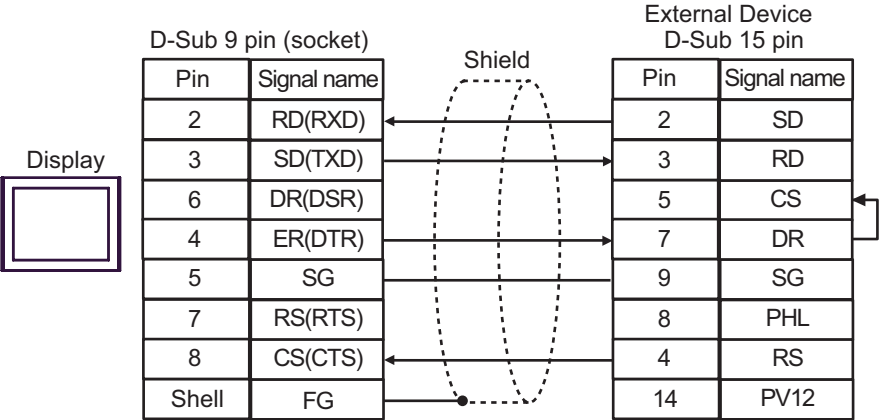 External Device
D-Sub 9 pin (socket)
D-Sub 15 pin
Shield
Pin Signal name Pin Signal name
2 RD(RXD) 2 SD
Display
3 SD(TXD) 3 RD
6 DR(DSR) 5 CS
4 ER(DTR) 7 DR
5 SG 9 SG
7 RS(RTS) 8 PHL
8 CS(CTS) 4 RS
Shell FG 14 PV12